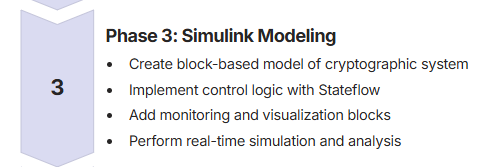 Phase 3: Simulink Modeling
3
• Create block-based model of cryptographic system
• Implement control logic with Stateflow
• Add monitoring and visualization blocks
• Perform real-time simulation and analysis